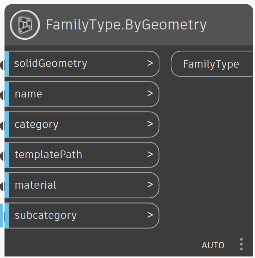 FamilyType.ByGeometry
solidGeometry >
FamilyType
name >
category >
templatePath >
material >
subcategory >
AUTO